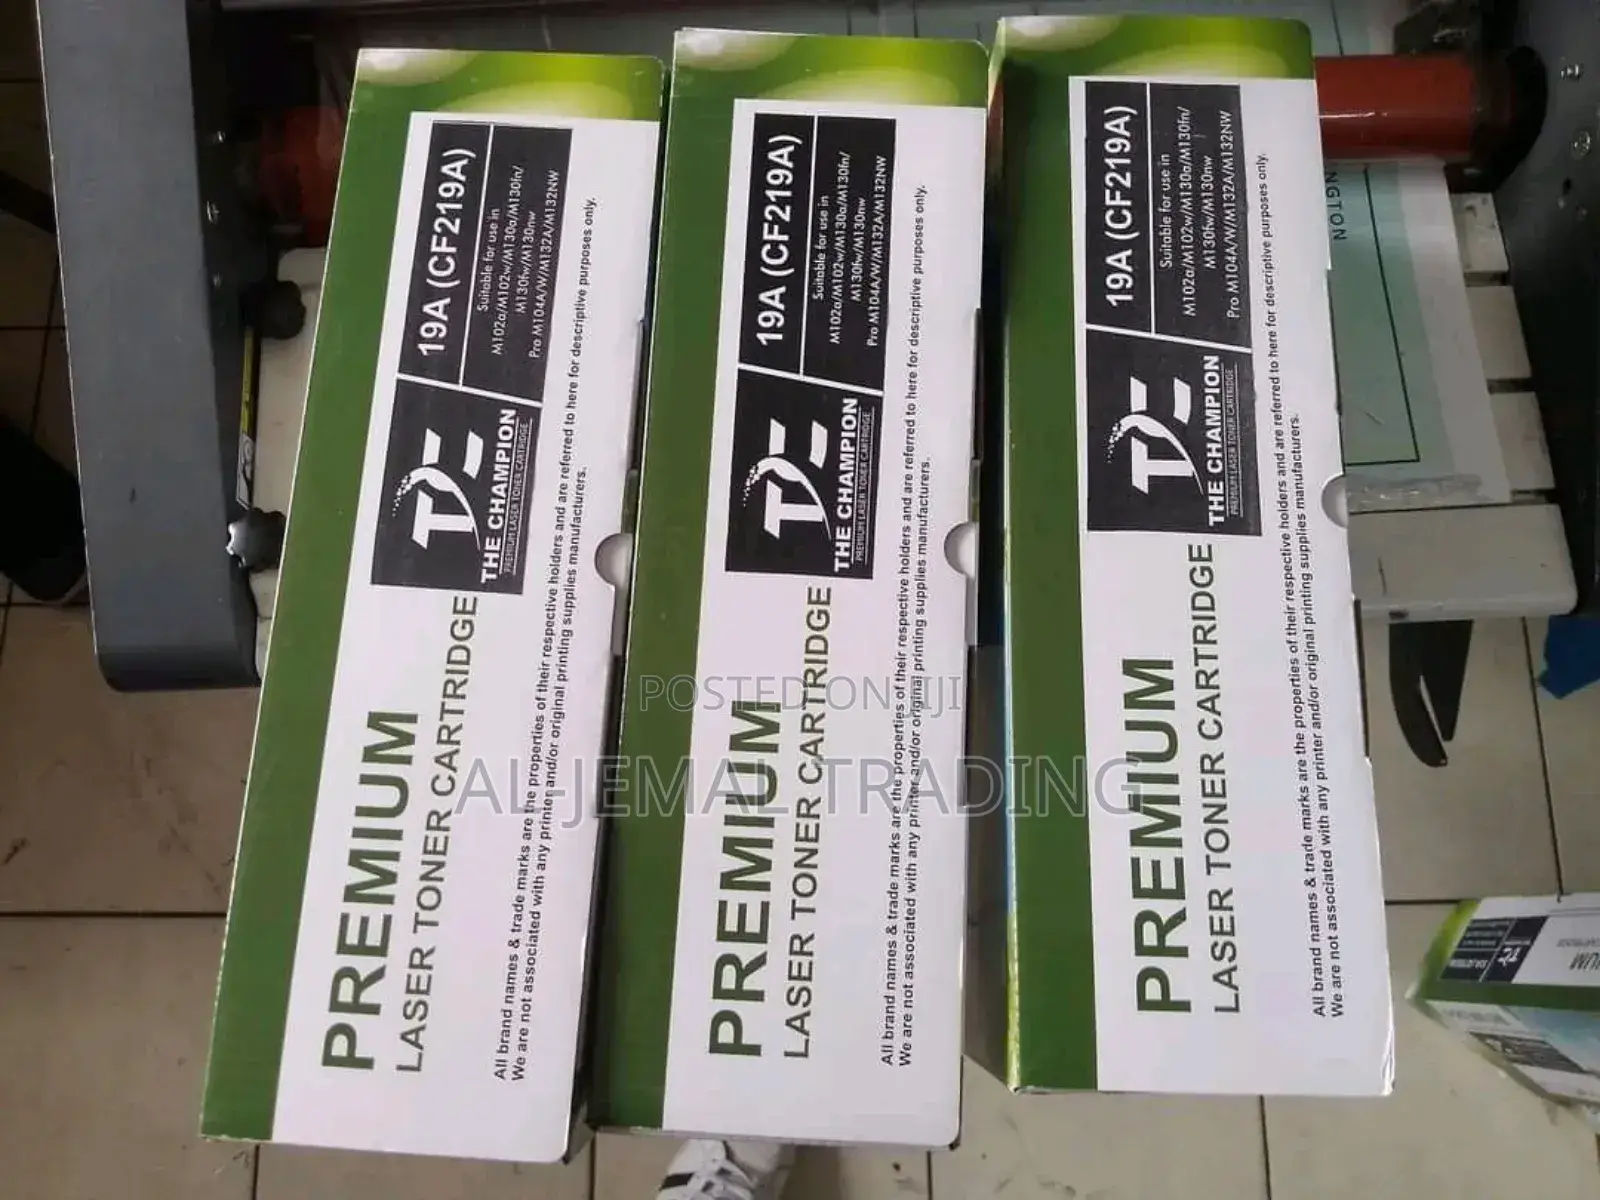 19A (CF219A)
Suitable for use in
M102a/M102w/M130a/M130fn/
M130fw/M130nw
Pro M104A/W/M132A/M132NW
THE CHAMPION
PREMIUM LASER TONER CARTRIDGE
PREMIUM
LASER TONER CARTRIDGE
All brand names & trade marks are the properties of their respective holders and are referred to here for descriptive purposes only.
We are not associated with any printer and/or original printing supplies manufacturers.
19A (CF219A)
Suitable for use in
M102a/M102w/M130a/M130fn/
M130fw/M130nw
Pro M104A/W/M132A/M132NW
THE CHAMPION
PREMIUM LASER TONER CARTRIDGE
PREMIUM
LASER TONER CARTRIDGE
All brand names & trade marks are the properties of their respective holders and are referred to here for descriptive purposes only.
We are not associated with any printer and/or original printing supplies manufacturers.
19A (CF219A)
Suitable for use in
M102a/M102w/M130a/M130fn/
M130fw/M130nw
Pro M104A/W/M132A/M132NW
THE CHAMPION
PREMIUM LASER TONER CARTRIDGE
PREMIUM
LASER TONER CARTRIDGE
All brand names & trade marks are the properties of their respective holders and are referred to here for descriptive purposes only.
We are not associated with any printer and/or original printing supplies manufacturers.
NGTON
POSTED ON JIJI
AL-JEMAL TRADING